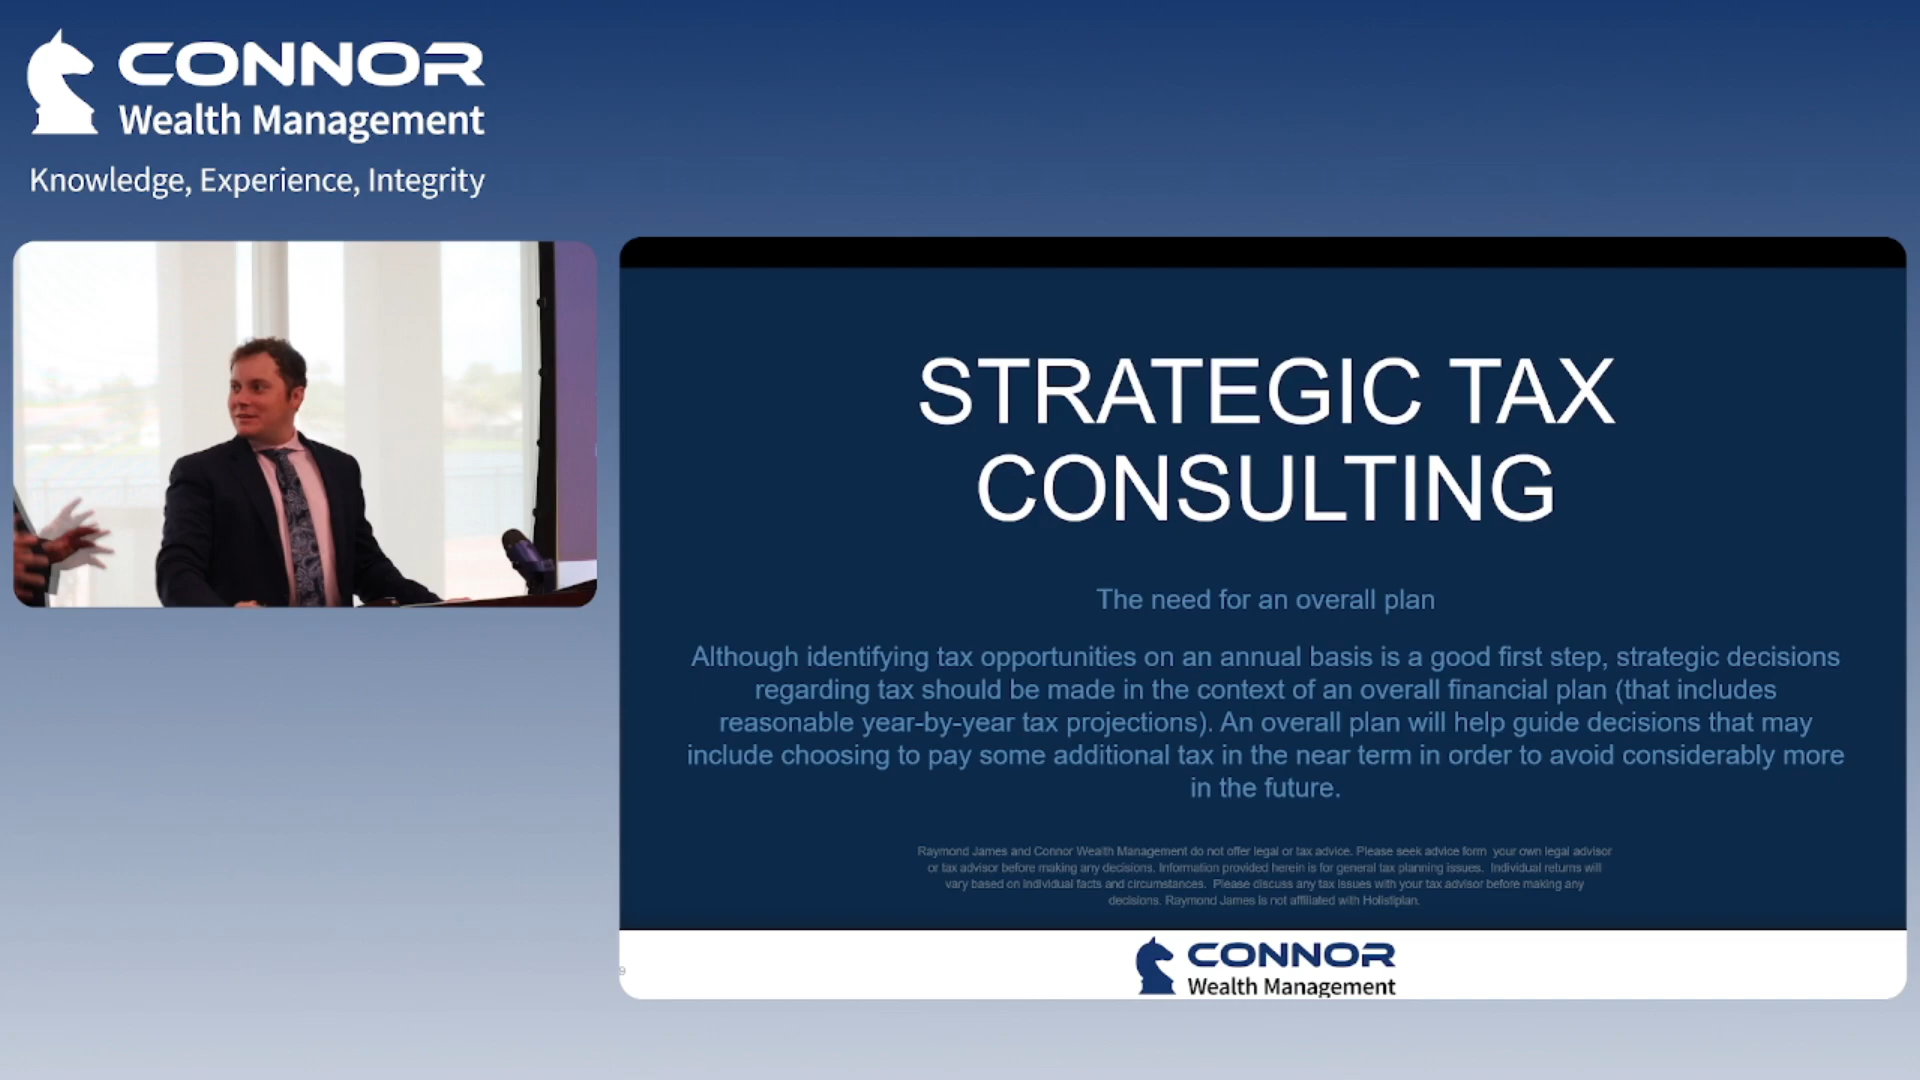 CONNOR
Wealth Management
Knowledge, Experience, Integrity
STRATEGIC TAX
CONSULTING
The need for an overall plan
Although identifying tax opportunities on an annual basis is a good first step, strategic decisions
regarding tax should be made in the context of an overall financial plan (that includes
reasonable year-by-year tax projections). An overall plan will help guide decisions that may
include choosing to pay some additional tax in the near term in order to avoid considerably more
in the future.
Raymond James and Connor Wealth Management do not offer legal or tax advice. Please seek advice form your own legal advisor
or tax advisor before making any decisions. Information provided herein is for general tax planning issues. Individual returns will
vary based on individual facts and circumstances. Please discuss any tax issues with your tax advisor before making any
decisions. Raymond James is not affiliated with Holistiplan.
9
CONNOR
Wealth Management